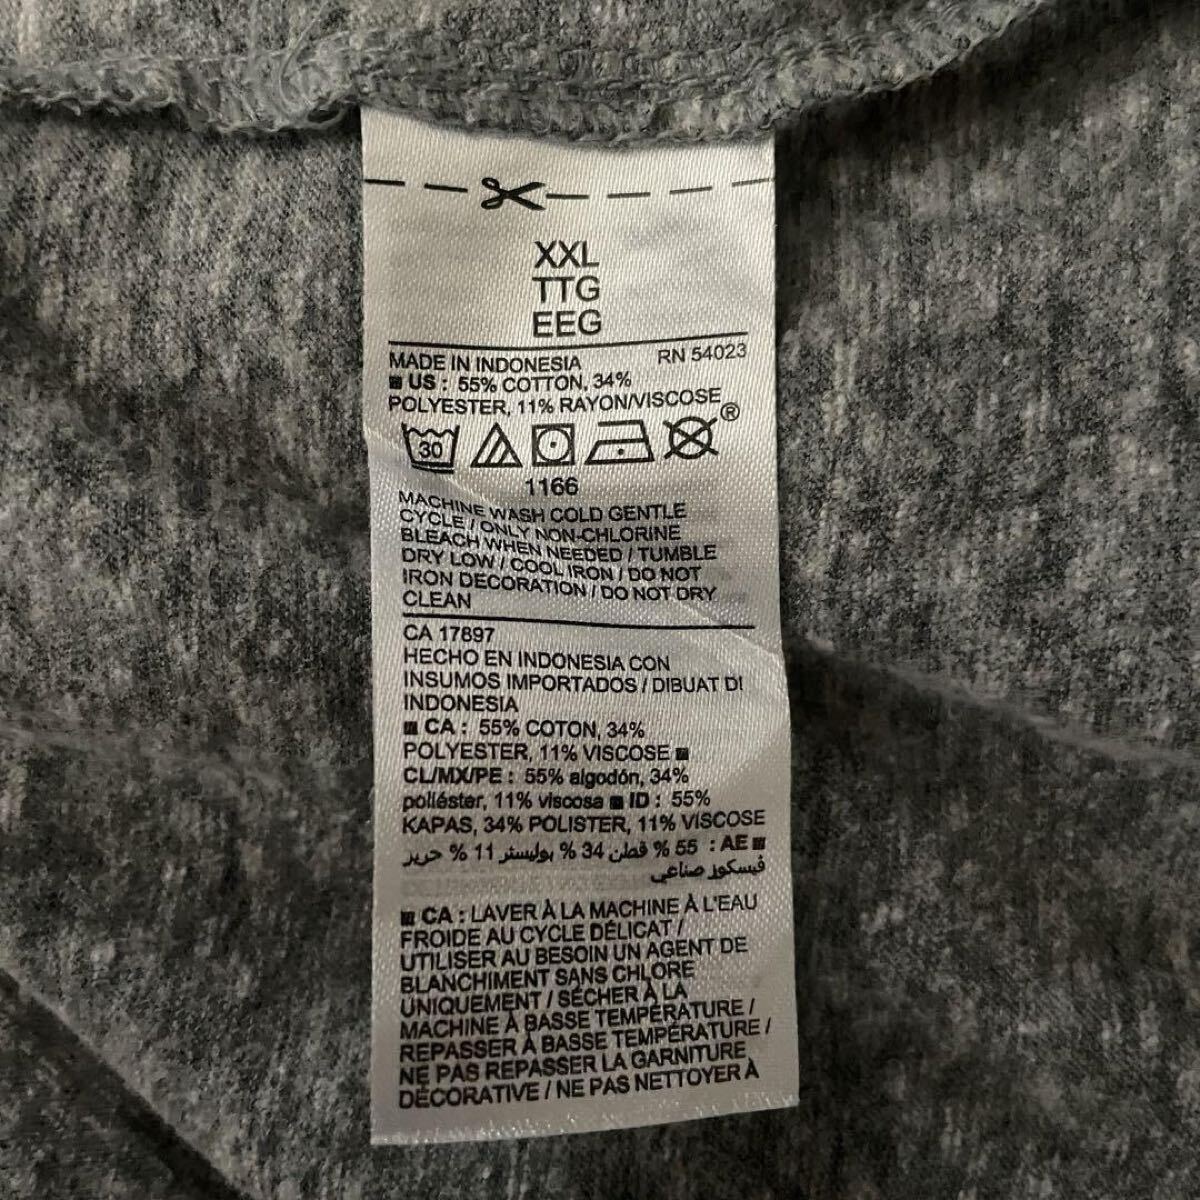 XXL
TTG
EEG
MADE IN INDONESIA RN 54023
■ US : 55% COTTON, 34%
POLYESTER, 11% RAYON/VISCOSE
30 ®
1166
MACHINE WASH COLD GENTLE
CYCLE / ONLY NON-CHLORINE
BLEACH WHEN NEEDED / TUMBLE
DRY LOW / COOL IRON / DO NOT
IRON DECORATION / DO NOT DRY
CLEAN
CA 17897
HECHO EN INDONESIA CON
INSUMOS IMPORTADOS / DIBUAT DI
INDONESIA
■ CA : 55% COTON, 34%
POLYESTER, 11% VISCOSE ■
CL/MX/PE : 55% algodón, 34%
poliéster, 11% viscosa ■ ID : 55%
KAPAS, 34% POLISTER, 11% VISCOSE
■ AE : 55 % قطن 34 % بوليستر 11 % حرير
فيسكوز صناعي
■ CA : LAVER À LA MACHINE À L'EAU
FROIDE AU CYCLE DÉLICAT /
UTILISER AU BESOIN UN AGENT DE
BLANCHIMENT SANS CHLORE
UNIQUEMENT / SÉCHER À LA
MACHINE À BASSE TEMPÉRATURE /
REPASSER À BASSE TEMPÉRATURE /
NE PAS REPASSER LA GARNITURE
DÉCORATIVE / NE PAS NETTOYER À